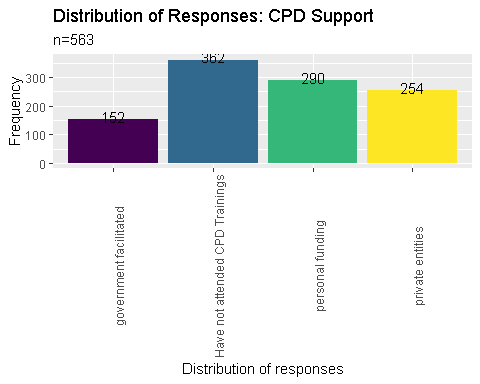 Distribution of Responses: CPD Support
n=563
Frequency
300
200
100
0
152
362
290
254
government facilitated
Have not attended CPD Trainings
personal funding
private entities
Distribution of responses